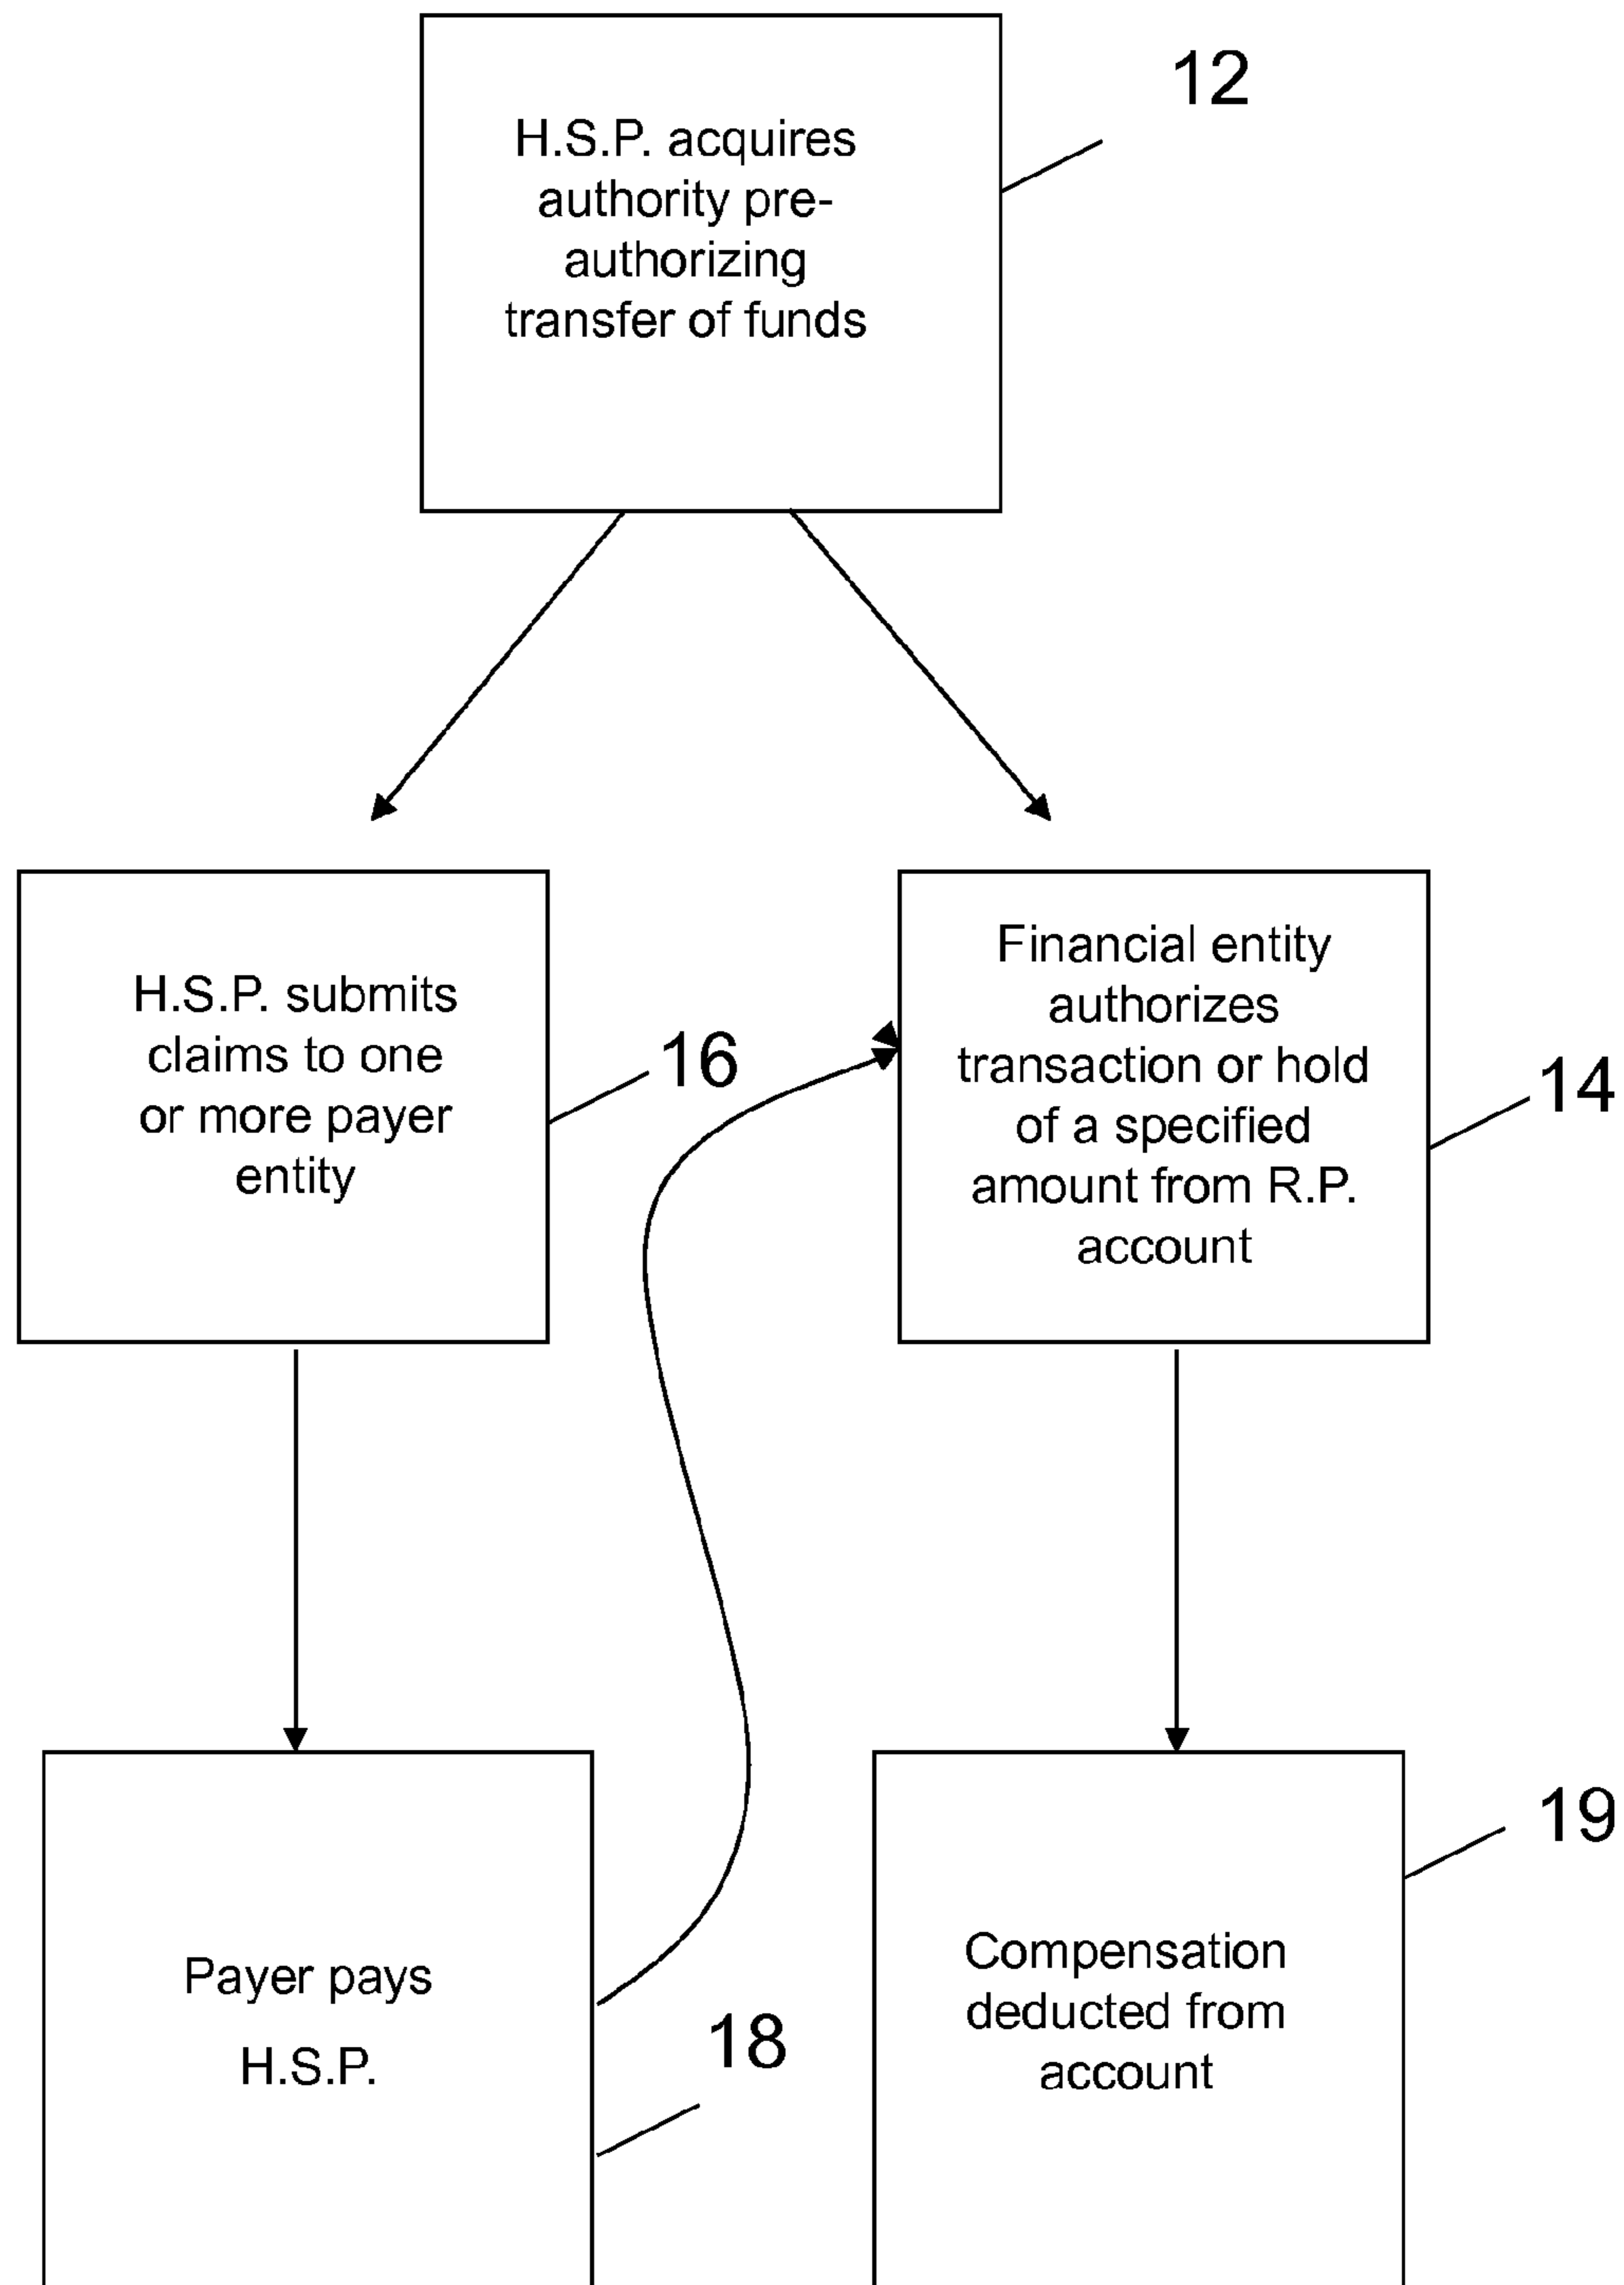 12
H.S.P. acquires
authority pre-
authorizing
transfer of funds
H.S.P. submits
claims to one
or more payer
entity
16
Financial entity
authorizes
transaction or hold
of a specified
amount from R.P.
account
14
Payer pays
H.S.P.
18
Compensation
deducted from
account
19